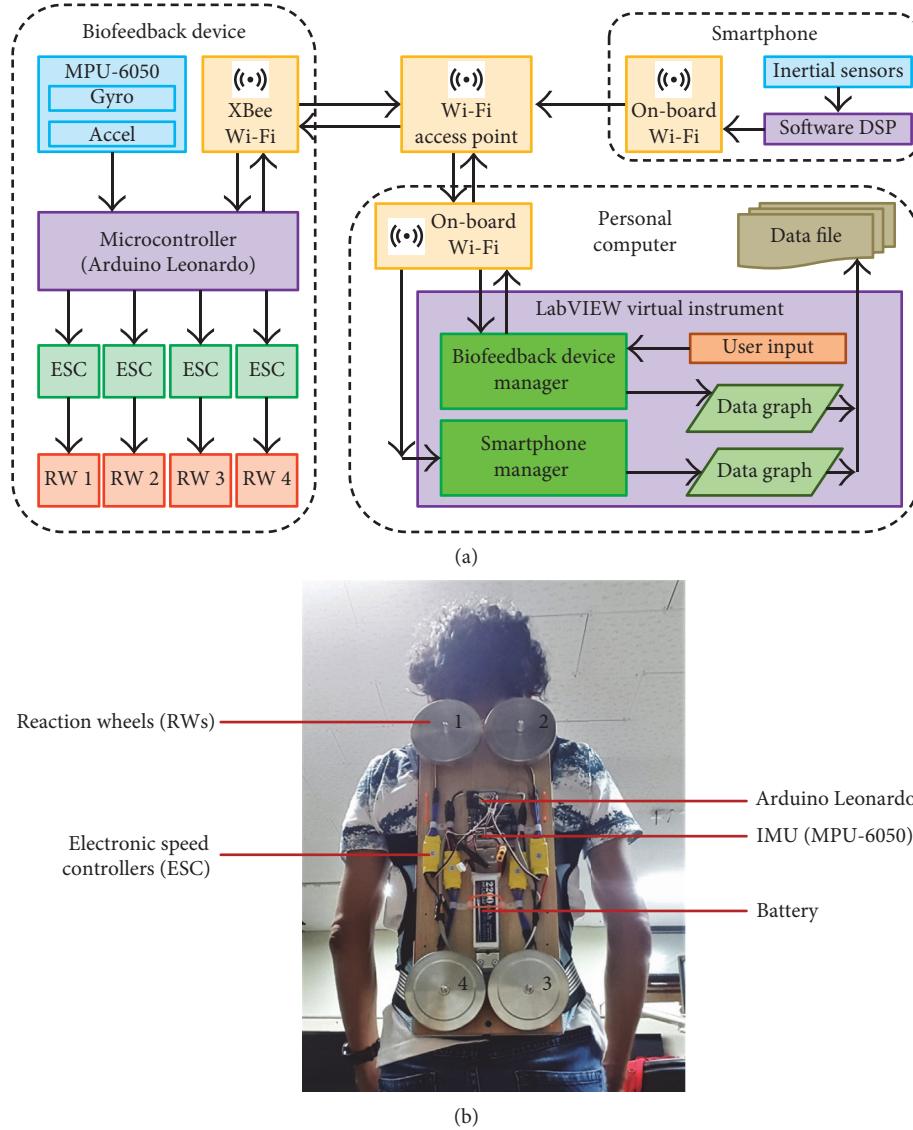 Biofeedback device
MPU-6050
Gyro
Accel
XBee
Wi-Fi
Wi-Fi
access point
Smartphone
On-board
Wi-Fi
Inertial sensors
Software DSP
Microcontroller
(Arduino Leonardo)
ESC
ESC
ESC
ESC
RW 1
RW 2
RW 3
RW 4
On-board
Wi-Fi
Personal
computer
Data file
LabVIEW virtual instrument
Biofeedback device
manager
User input
Data graph
Smartphone
manager
Data graph
(a)
Reaction wheels (RWs)
1
2
Arduino Leonardo
IMU (MPU-6050)
Electronic speed
controllers (ESC)
Battery
4
3
(b)